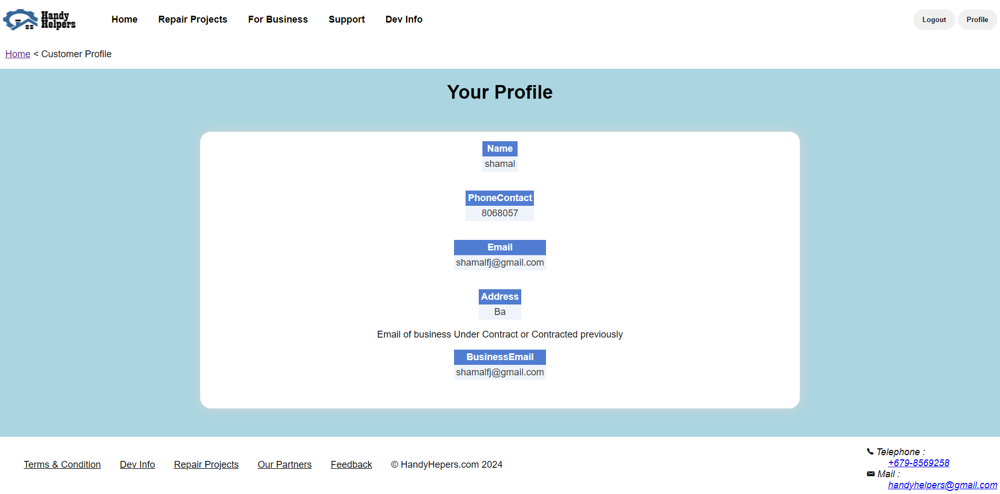 Handy
Helpers
Home Repair Projects For Business Support Dev Info Logout Profile
Home < Customer Profile
Your Profile
Name
shamal
PhoneContact
8068057
Email
shamalfj@gmail.com
Address
Ba
Email of business Under Contract or Contracted previously
BusinessEmail
shamalfj@gmail.com
Terms & Condition Dev Info Repair Projects Our Partners Feedback © HandyHepers.com 2024
Telephone :
+679-8569258
Mail :
handyhelpers@gmail.com